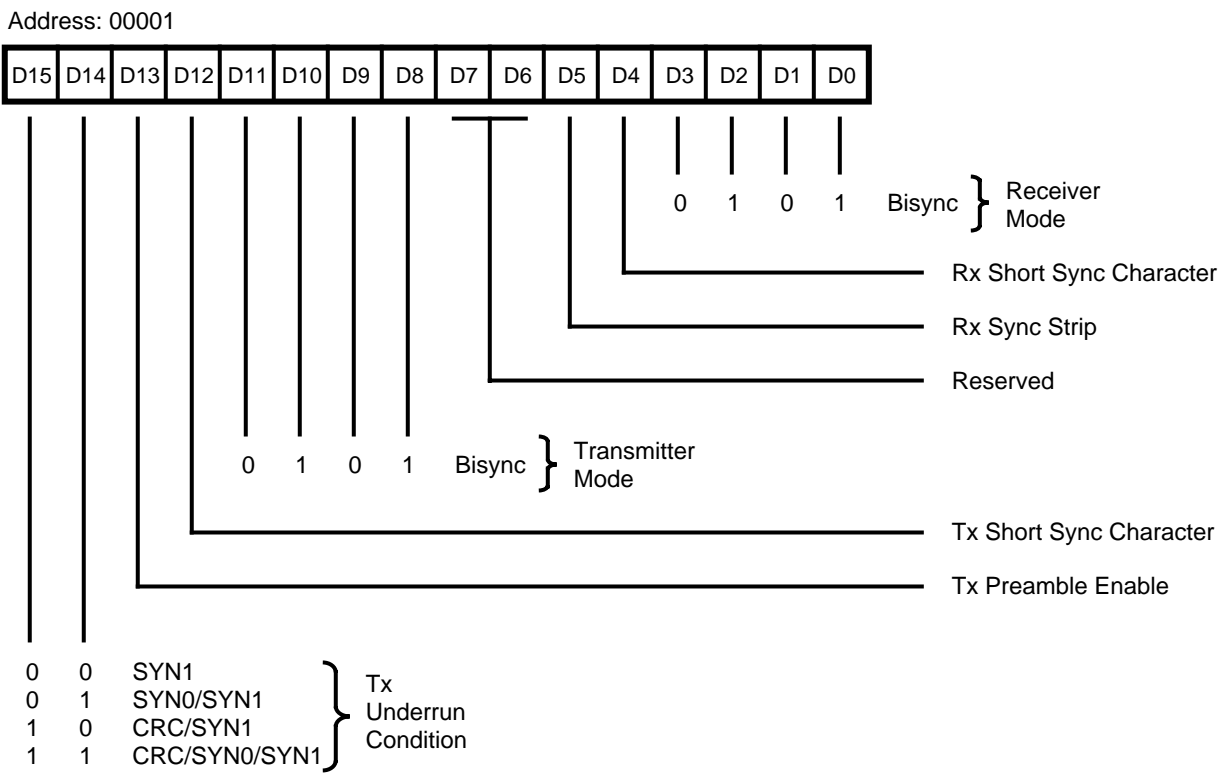 Address: 00001
D15 D14 D13 D12 D11 D10 D9 D8 D7 D6 D5 D4 D3 D2 D1 D0
0 1 0 1 Bisync Receiver
Mode
Rx Short Sync Character
Rx Sync Strip
Reserved
0 1 0 1 Bisync Transmitter
Mode
Tx Short Sync Character
Tx Preamble Enable
0 0 SYN1
0 1 SYN0/SYN1
1 0 CRC/SYN1
1 1 CRC/SYN0/SYN1
Tx
Underrun
Condition